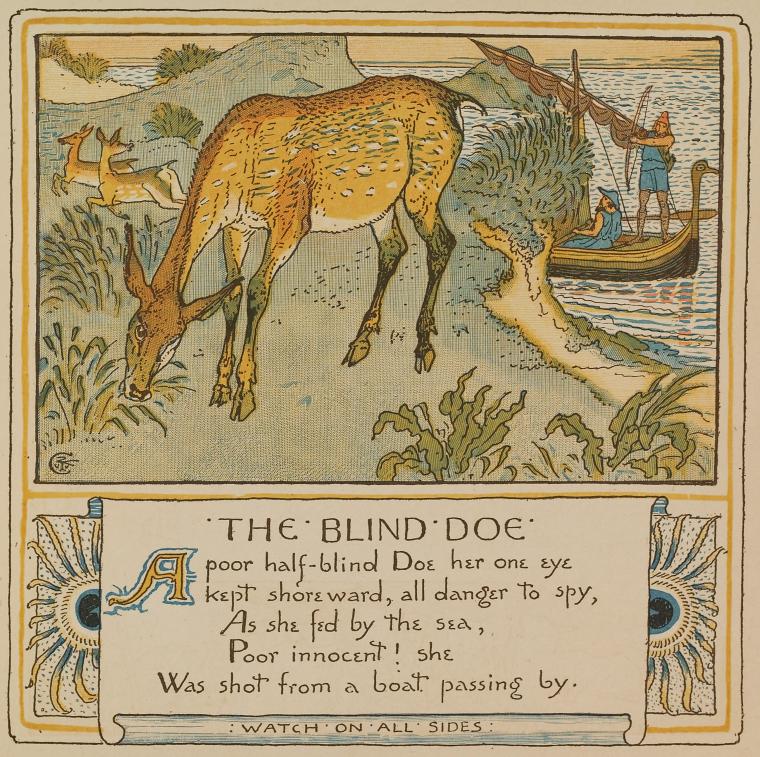 ·THE·BLIND·DOE·
A poor half-blind Doe her one eye
kept shoreward, all danger to spy,
As she fed by the sea,
Poor innocent! she
Was shot from a boat passing by.
:WATCH·ON·ALL·SIDES: